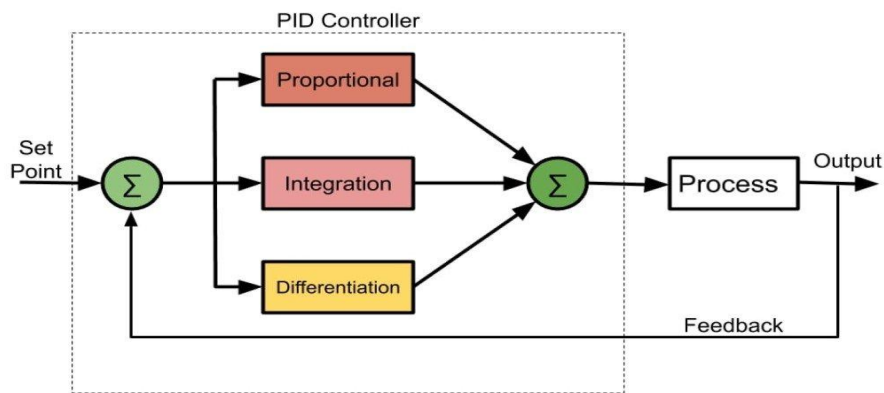 PID Controller
Proportional
Set
Point
Σ
Integration
Σ
Process
Output
Differentiation
Feedback